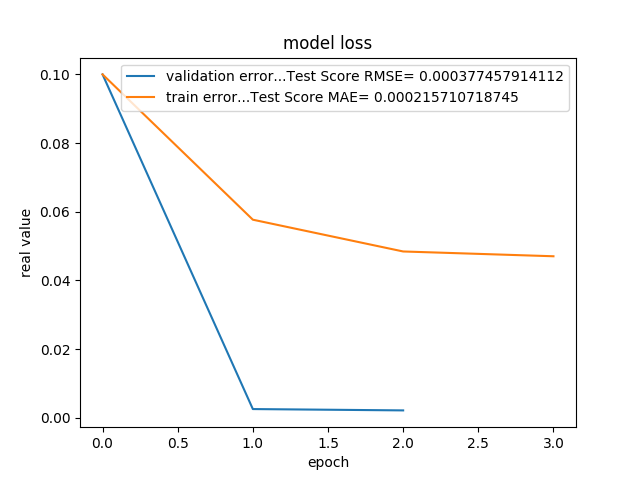 model loss
validation error...Test Score RMSE= 0.000377457914112
train error...Test Score MAE= 0.000215710718745
real value
0.10
0.08
0.06
0.04
0.02
0.00
0.0 0.5 1.0 1.5 2.0 2.5 3.0
epoch